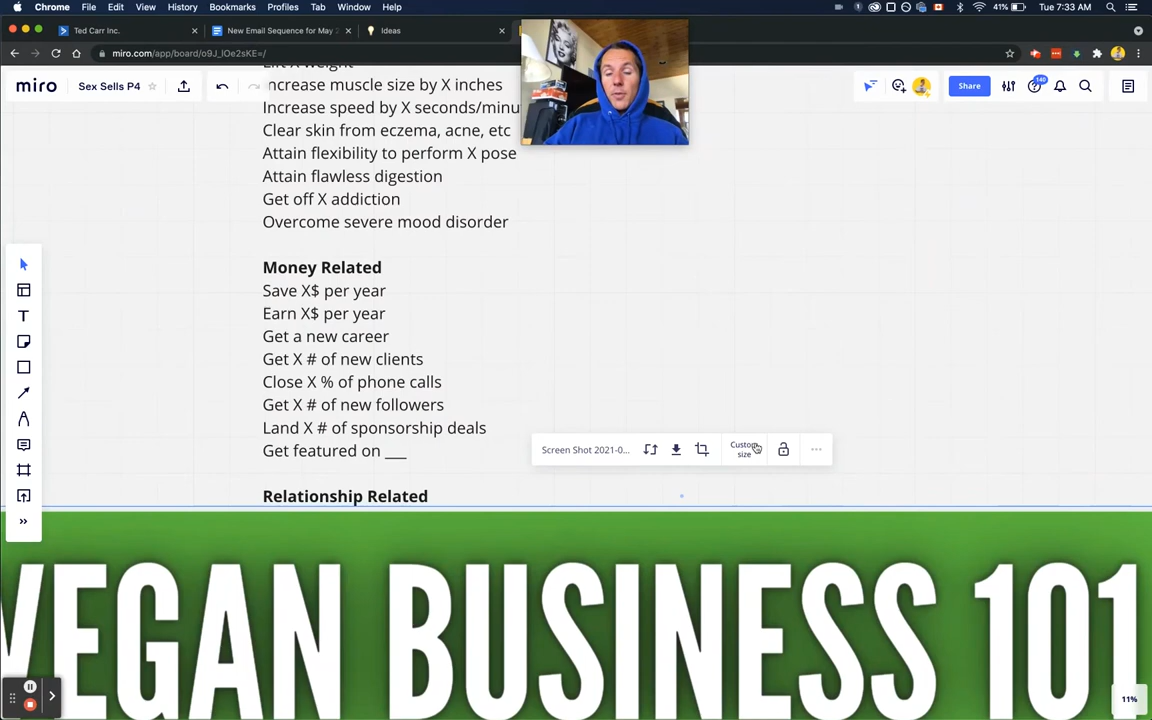 Chrome File Edit View History Bookmarks Profiles Tab Window Help
41% Tue 7:33 AM
Ted Carr Inc.
New Email Sequence for May 2
Ideas
miro.com/app/board/o9J_lOe2sKE=/
miro Sex Sells P4
Share
140
Increase muscle size by X inches
Increase speed by X seconds/minu
Clear skin from eczema, acne, etc
Attain flexibility to perform X pose
Attain flawless digestion
Get off X addiction
Overcome severe mood disorder
Money Related
Save X$ per year
Earn X$ per year
Get a new career
Get X # of new clients
Close X % of phone calls
Get X # of new followers
Land X # of sponsorship deals
Get featured on ___
Screen Shot 2021-0...
Custom
size
Relationship Related
VEGAN BUSINESS 101
11%